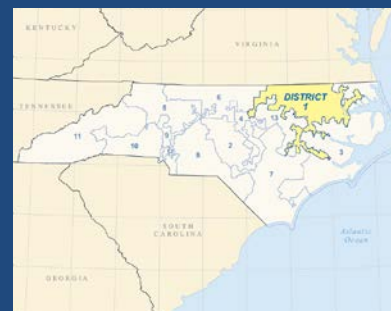 KENTUCKY
VIRGINIA
TENNESSEE
DISTRICT
1
5
6
4
13
11
10
9
8
2
3
7
SOUTH
CAROLINA
GEORGIA
Atlantic
Ocean